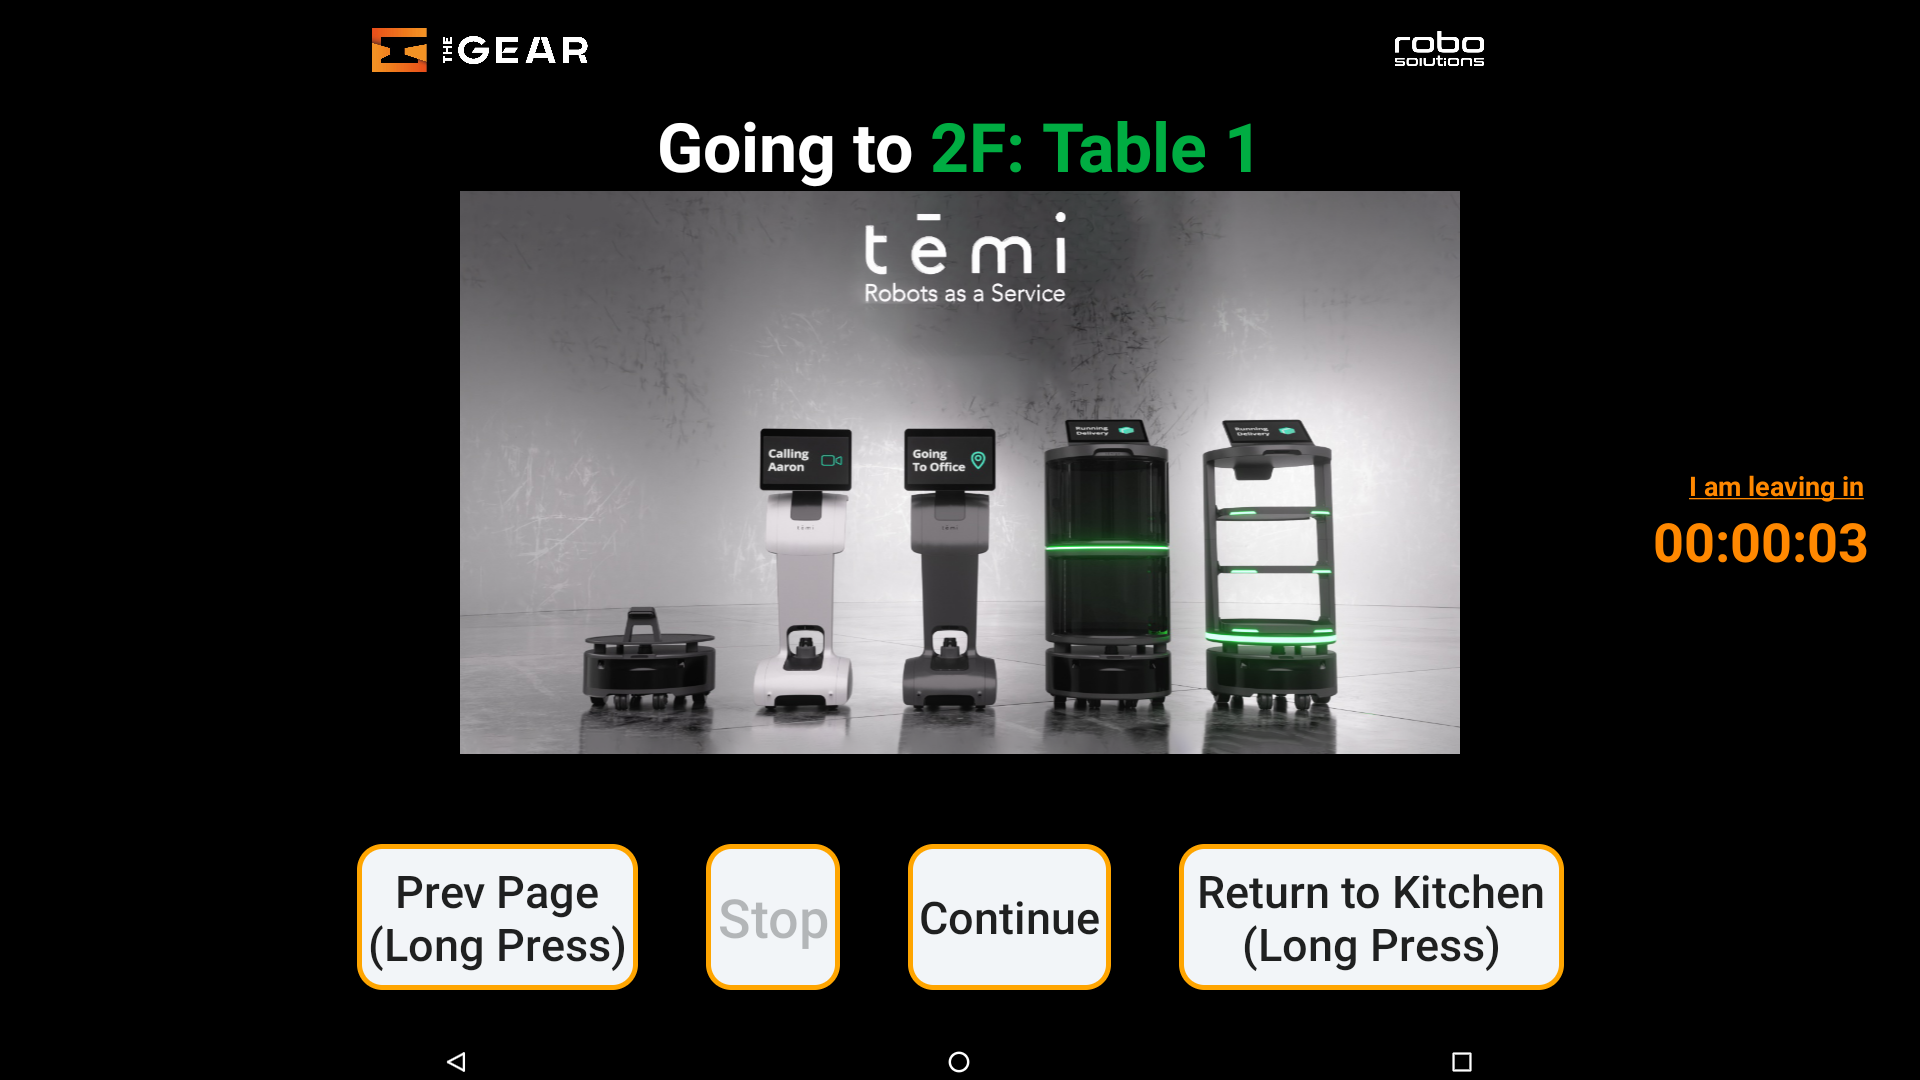 THE GEAR
robo
solutions
Going to 2F: Table 1
tēmi
Robots as a Service
Calling
Aaron
Going
To Office
Running
Delivery
Running
Delivery
temi
I am leaving in
00:00:03
Prev Page
(Long Press)
Stop
Continue
Return to Kitchen
(Long Press)